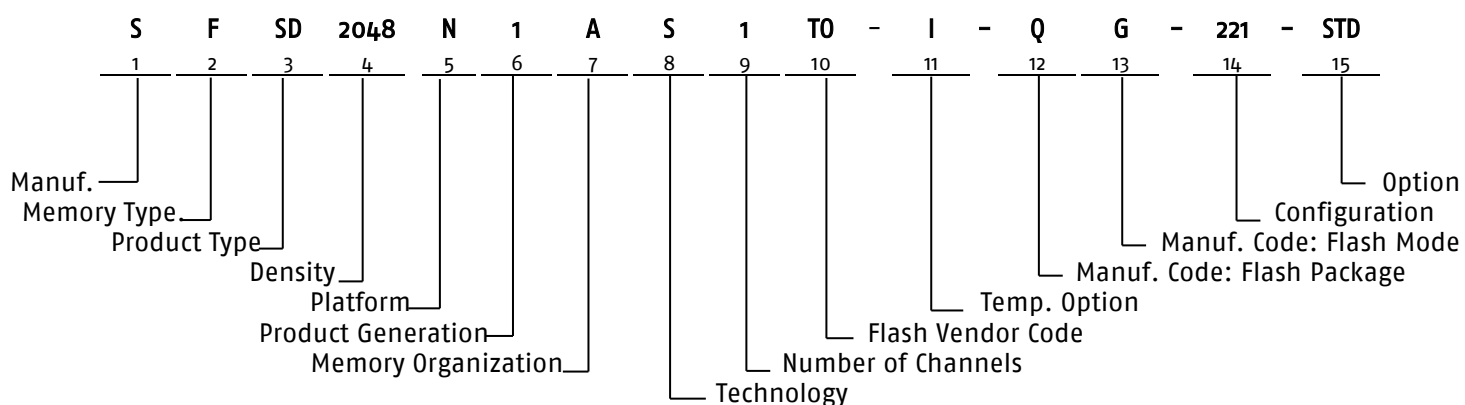 S F SD 2048 N 1 A S 1 TO - I - Q G - 221 - STD
1 2 3 4 5 6 7 8 9 10 11 12 13 14 15
Manuf. Option
Memory Type. Configuration
Product Type Manuf. Code: Flash Mode
Density Manuf. Code: Flash Package
Platform Temp. Option
Product Generation Flash Vendor Code
Memory Organization Number of Channels
Technology